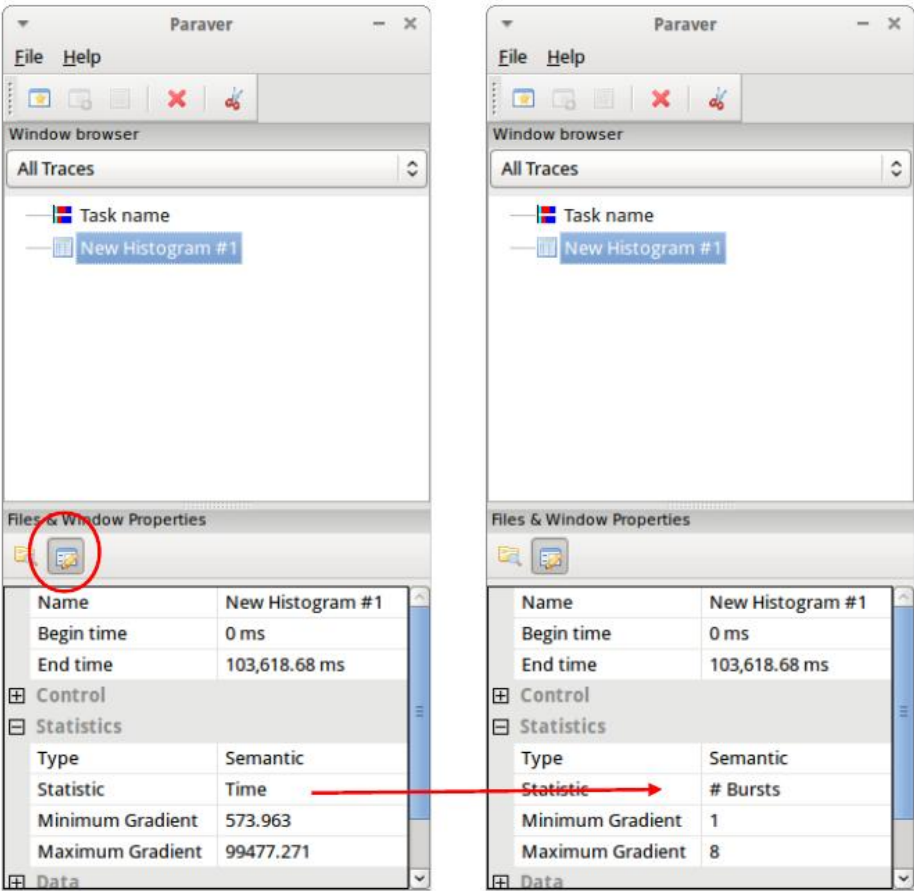 Paraver
File Help
Window browser
All Traces
Task name
New Histogram #1
Files & Window Properties
Name New Histogram #1
Begin time 0 ms
End time 103,618.68 ms
Control
Statistics
Type Semantic
Statistic Time
Minimum Gradient 573.963
Maximum Gradient 99477.271
Data
Paraver
File Help
Window browser
All Traces
Task name
New Histogram #1
Files & Window Properties
Name New Histogram #1
Begin time 0 ms
End time 103,618.68 ms
Control
Statistics
Type Semantic
Statistic # Bursts
Minimum Gradient 1
Maximum Gradient 8
Data